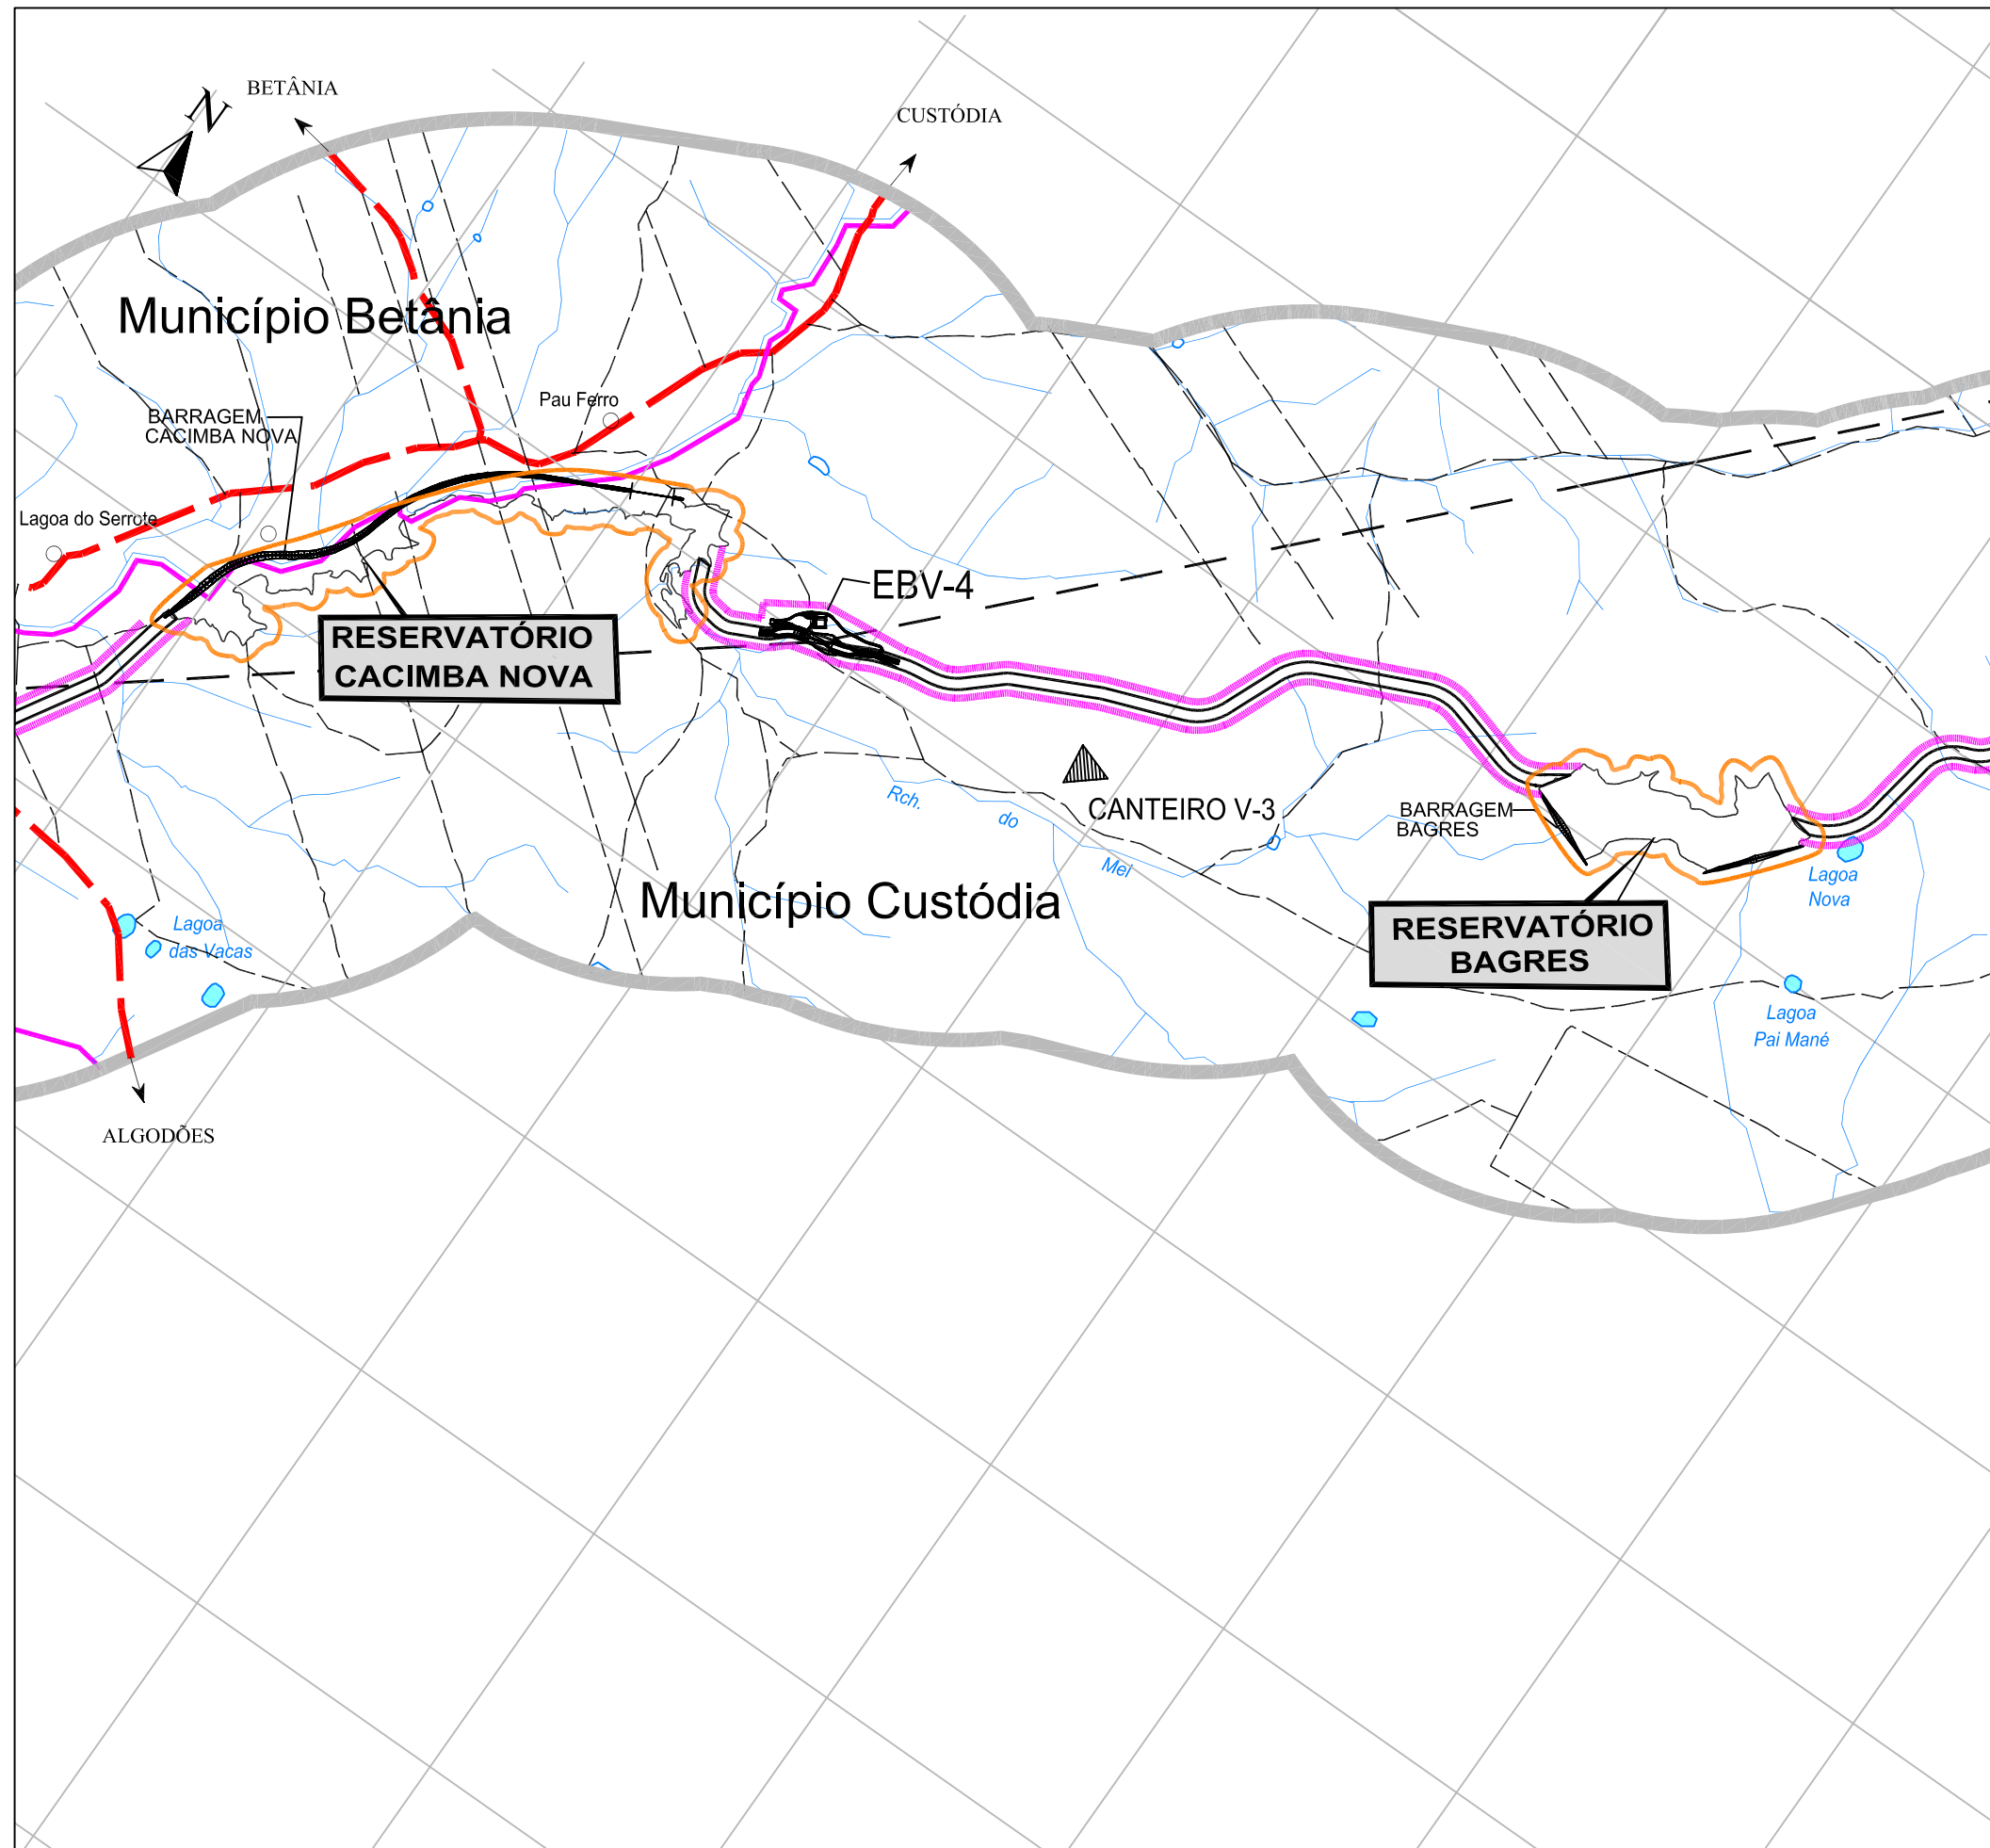 BETÂNIA
N
CUSTÓDIA
Município Betânia
Pau Ferro
BARRAGEM
CACIMBA NOVA
Lagoa do Serrote
EBV-4
RESERVATÓRIO
CACIMBA NOVA
Rch. do Mel
CANTEIRO V-3
BARRAGEM
BAGRES
Lagoa
Nova
Município Custódia
RESERVATÓRIO
BAGRES
Lagoa
das Vacas
Lagoa
Pai Mané
ALGODÕES